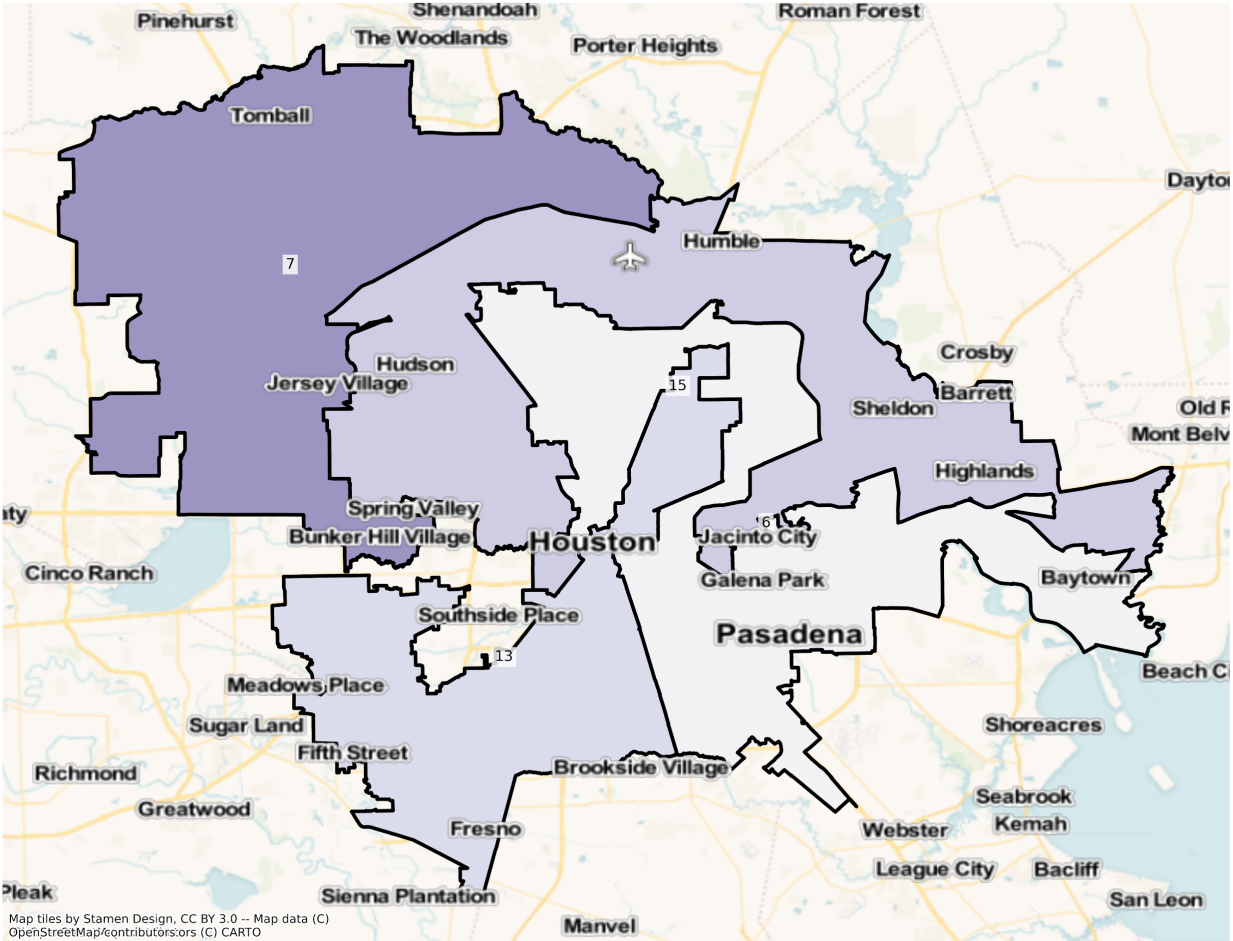 Shenandoah
Roman Forest
Pinehurst
The Woodlands
Porter Heights
Tomball
Dayto
Humble
7
Crosby
Hudson
Jersey Village
15
Barrett
Sheldon
Old R
Mont Belv
Highlands
Spring Valley
aty
6
Bunker Hill Village
Houston
Jacinto City
Cinco Ranch
Galena Park
Baytown
Southside Place
Pasadena
13
Beach C
Meadows Place
Sugar Land
Shoreacres
Fifth Street
Brookside Village
Richmond
Seabrook
Greatwood
Kemah
Fresno
Webster
League City
Bacliff
Pleak
Sienna Plantation
San Leon
Manvel
Map tiles by Stamen Design, CC BY 3.0 -- Map data (C)
OpenStreetMap contributors (C) CARTO